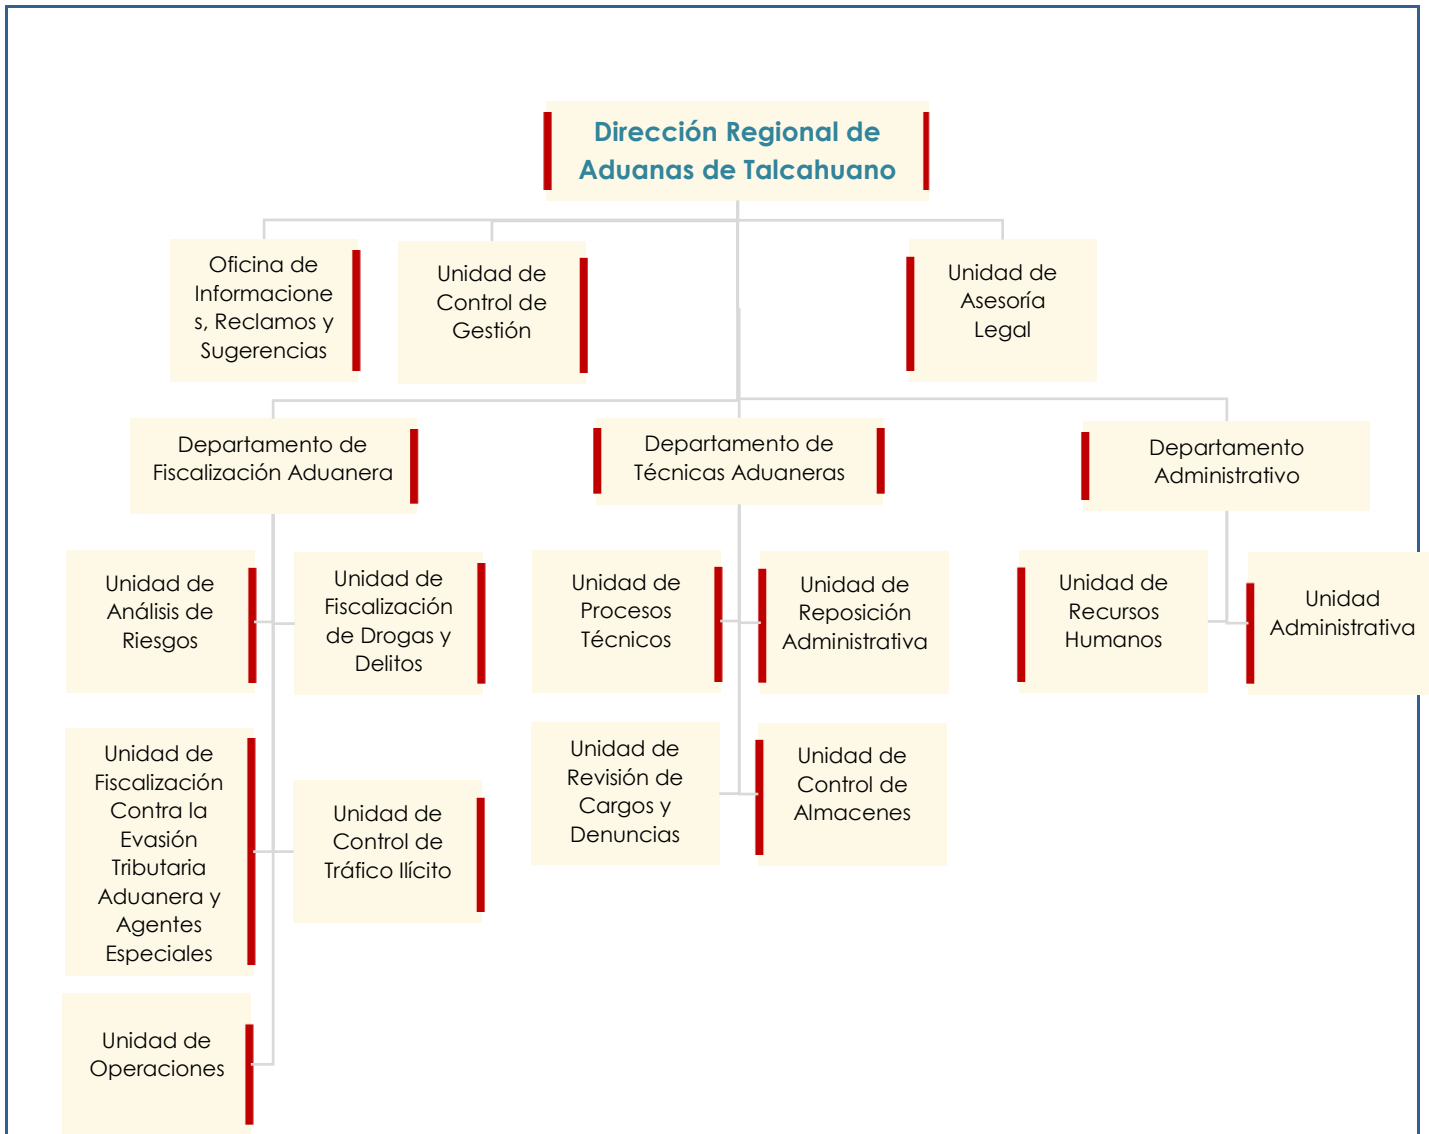 Dirección Regional de
Aduanas de Talcahuano
Oficina de
Informacione
s, Reclamos y
Sugerencias
Unidad de
Control de
Gestión
Unidad de
Asesoría
Legal
Departamento de
Fiscalización Aduanera
Departamento de
Técnicas Aduaneras
Departamento
Administrativo
Unidad de
Análisis de
Riesgos
Unidad de
Fiscalización
de Drogas y
Delitos
Unidad de
Procesos
Técnicos
Unidad de
Reposición
Administrativa
Unidad de
Recursos
Humanos
Unidad
Administrativa
Unidad de
Fiscalización
Contra la
Evasión
Tributaria
Aduanera y
Agentes
Especiales
Unidad de
Control de
Tráfico Ilícito
Unidad de
Revisión de
Cargos y
Denuncias
Unidad de
Control de
Almacenes
Unidad de
Operaciones